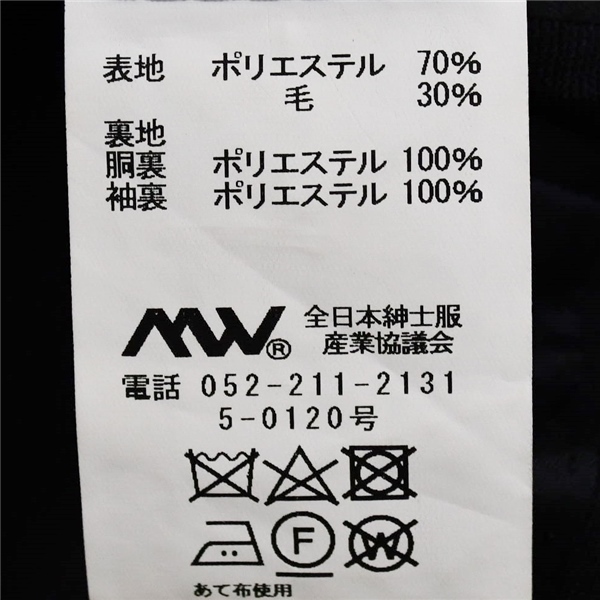 表地 ポリエステル 70%
毛 30%
裏地
胴裏 ポリエステル 100%
袖裏 ポリエステル 100%
MW® 全日本紳士服
産業協議会
電話 052-211-2131
5-0120号
F W
あて布使用